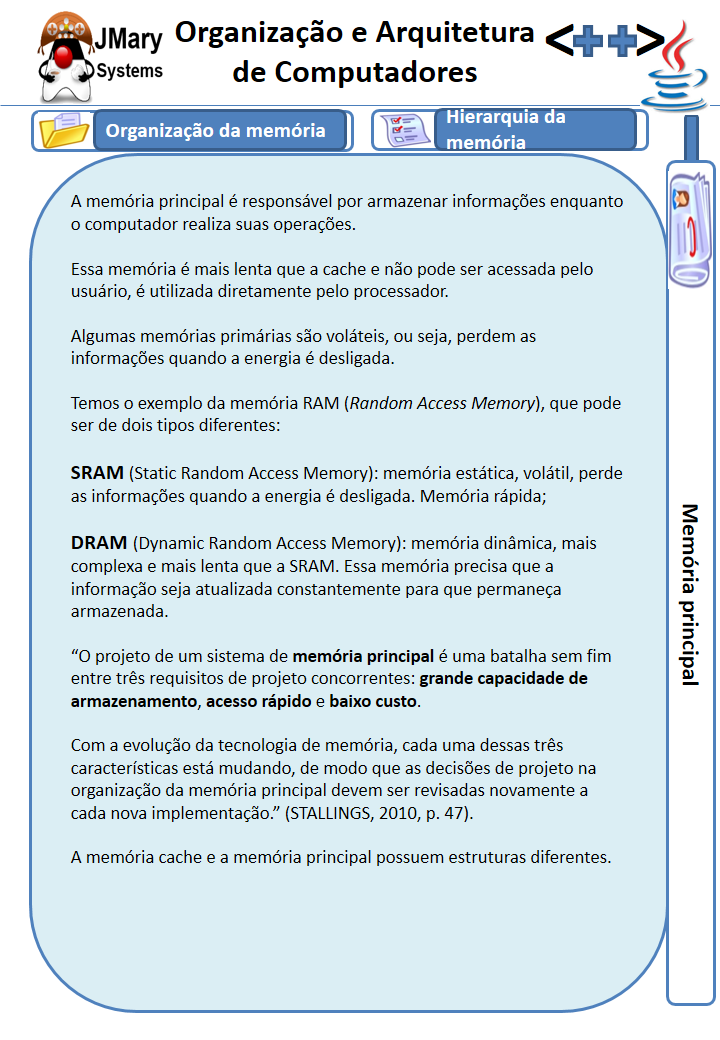 JMary
Systems
Organização e Arquitetura
de Computadores
<++>
Organização da memória
Hierarquia da
memória
A memória principal é responsável por armazenar informações enquanto
o computador realiza suas operações.
Essa memória é mais lenta que a cache e não pode ser acessada pelo
usuário, é utilizada diretamente pelo processador.
Algumas memórias primárias são voláteis, ou seja, perdem as
informações quando a energia é desligada.
Temos o exemplo da memória RAM (Random Access Memory), que pode
ser de dois tipos diferentes:
SRAM (Static Random Access Memory): memória estática, volátil, perde
as informações quando a energia é desligada. Memória rápida;
DRAM (Dynamic Random Access Memory): memória dinâmica, mais
complexa e mais lenta que a SRAM. Essa memória precisa que a
informação seja atualizada constantemente para que permaneça
armazenada.
“O projeto de um sistema de memória principal é uma batalha sem fim
entre três requisitos de projeto concorrentes: grande capacidade de
armazenamento, acesso rápido e baixo custo.
Com a evolução da tecnologia de memória, cada uma dessas três
características está mudando, de modo que as decisões de projeto na
organização da memória principal devem ser revisadas novamente a
cada nova implementação.” (STALLINGS, 2010, p. 47).
A memória cache e a memória principal possuem estruturas diferentes.
Memória principal